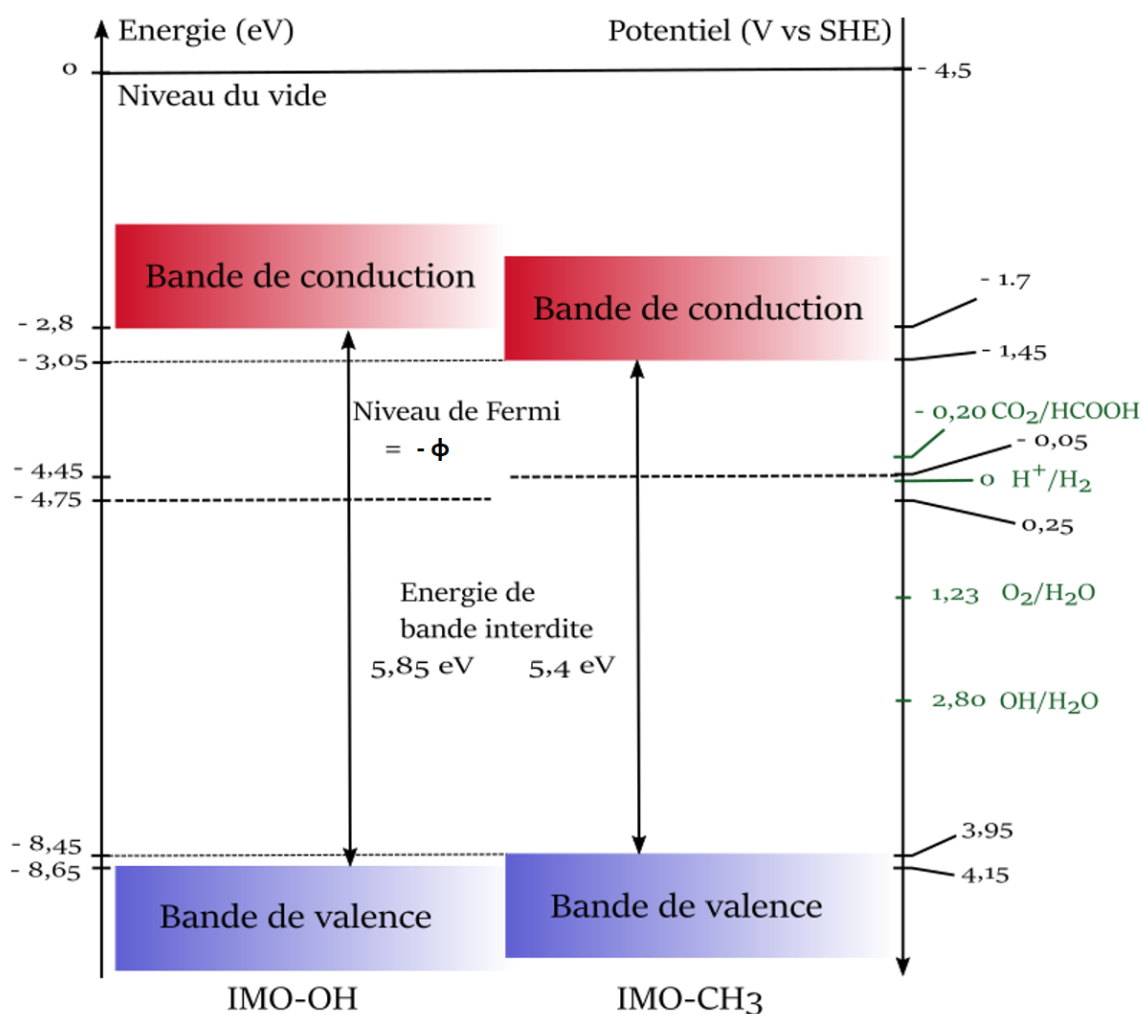 Energie (eV)
Potentiel (V vs SHE)
0
- 4,5
Niveau du vide
Bande de conduction
Bande de conduction
- 1.7
- 2,8
- 3,05
- 1,45
Niveau de Fermi
= - ϕ
- 0,20 CO₂/HCOOH
- 0,05
- 4,45
0 H⁺/H₂
- 4,75
0,25
Energie de
bande interdite
5,85 eV
5,4 eV
1,23 O₂/H₂O
2,80 OH/H₂O
- 8,45
3,95
- 8,65
4,15
Bande de valence
Bande de valence
IMO-OH
IMO-CH₃